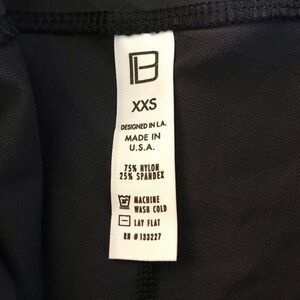 B
XXS
DESIGNED IN L.A.
MADE IN
U.S.A.
75% NYLON
25% SPANDEX
MACHINE
WASH COLD
LAY FLAT
RN # 133227